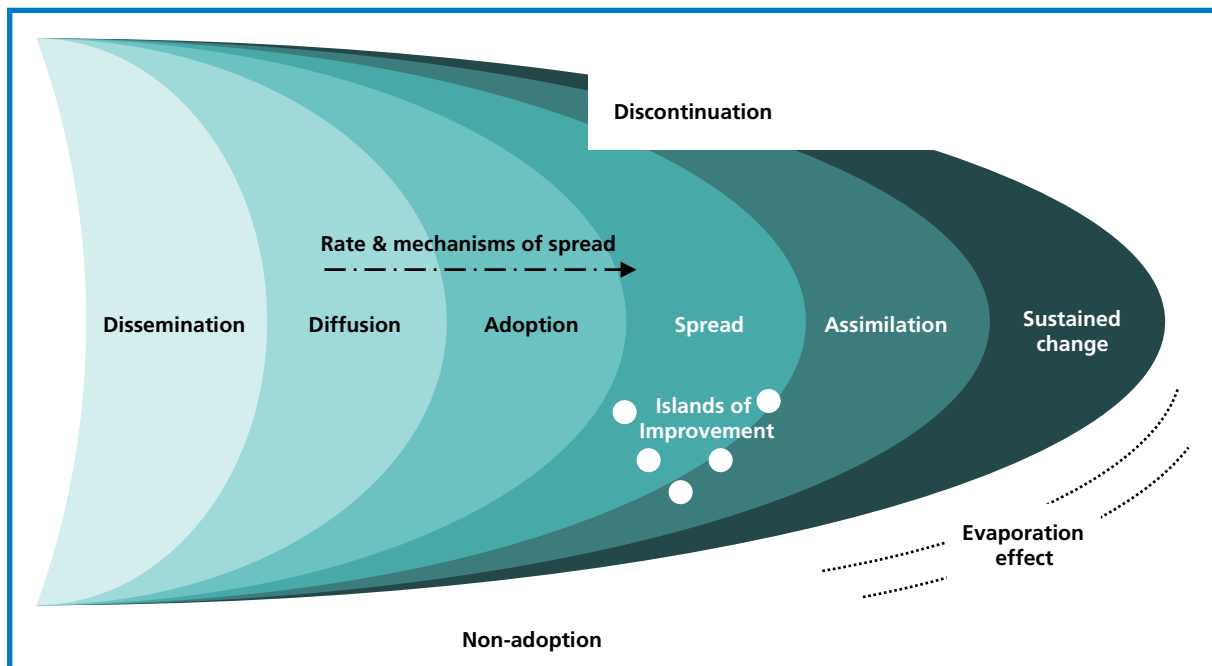 Discontinuation
Rate & mechanisms of spread
Dissemination
Diffusion
Adoption
Spread
Assimilation
Sustained
change
Islands of
Improvement
Evaporation
effect
Non-adoption